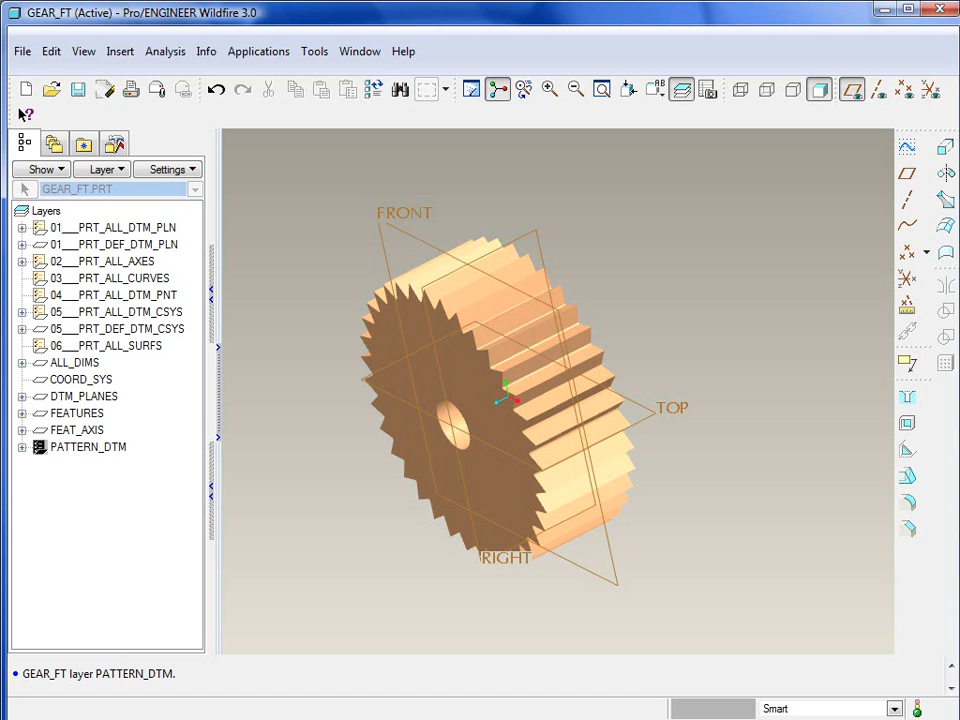 GEAR_FT (Active) - Pro/ENGINEER Wildfire 3.0
File Edit View Insert Analysis Info Applications Tools Window Help
Show Layer Settings
GEAR_FT.PRT
Layers
01___PRT_ALL_DTM_PLN
01___PRT_DEF_DTM_PLN
02___PRT_ALL_AXES
03___PRT_ALL_CURVES
04___PRT_ALL_DTM_PNT
05___PRT_ALL_DTM_CSYS
05___PRT_DEF_DTM_CSYS
06___PRT_ALL_SURFS
ALL_DIMS
COORD_SYS
DTM_PLANES
FEATURES
FEAT_AXIS
PATTERN_DTM
FRONT
TOP
RIGHT
GEAR_FT layer PATTERN_DTM.
Smart